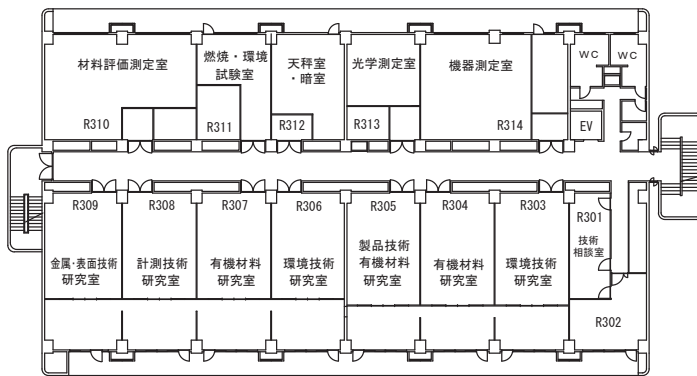 材料評価測定室
R310
燃焼・環境
試験室
R311
天秤室
・暗室
R312
光学測定室
R313
機器測定室
R314
WC
WC
EV
R309
金属・表面技術
研究室
R308
計測技術
研究室
R307
有機材料
研究室
R306
環境技術
研究室
R305
製品技術
有機材料
研究室
R304
有機材料
研究室
R303
環境技術
研究室
R301
技術
相談室
R302